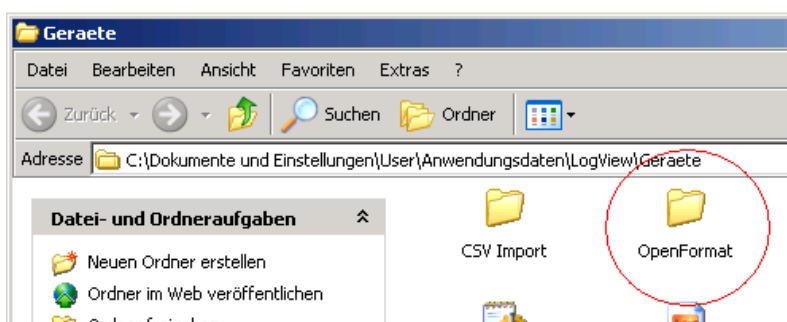 Geraete
Datei Bearbeiten Ansicht Favoriten Extras ?
Zurück Suchen Ordner
Adresse C:\Dokumente und Einstellungen\User\Anwendungsdaten\LogView\Geraete
Datei- und Ordneraufgaben
CSV Import OpenFormat
Neuen Ordner erstellen
Ordner im Web veröffentlichen